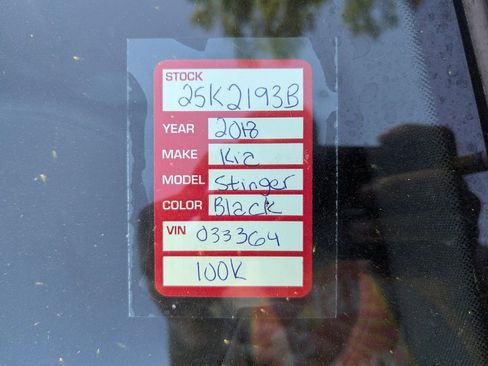 STOCK
25K2193B
YEAR 2018
MAKE Kia
MODEL Stinger
COLOR Black
VIN 033364
100K